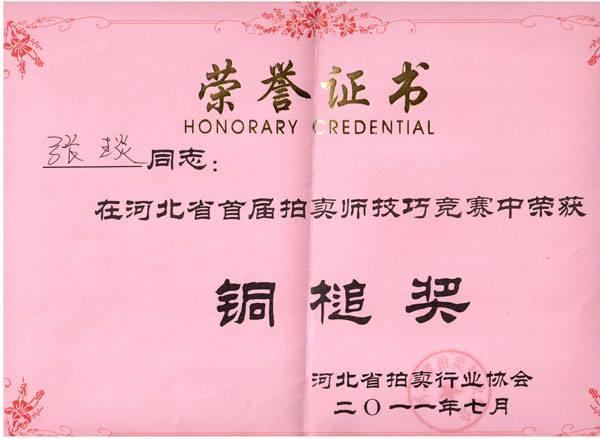 荣誉证书
HONORARY CREDENTIAL
张琰同志：
在河北省首届拍卖师技巧竞赛中荣获
铜槌奖
河北省拍卖行业协会
二〇一一年七月